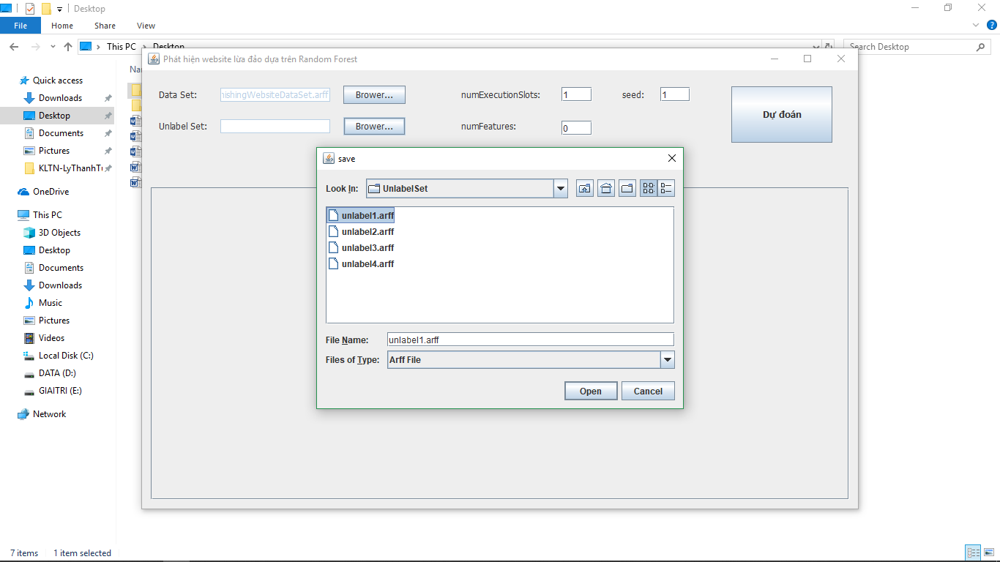 Desktop
File Home Share View
This PC Desktop
Search Desktop
Quick access
Downloads
Desktop
Documents
Pictures
KLTN-LyThanhT
OneDrive
This PC
3D Objects
Desktop
Documents
Downloads
Music
Pictures
Videos
Local Disk (C:)
DATA (D:)
GIAITRI (E:)
Network
7 items 1 item selected
Phát hiện website lừa đảo dựa trên Random Forest
Data Set: nishingWebsiteDataSet.arff Brower... numExecutionSlots: 1 seed: 1
Dự đoán
Unlabel Set: Brower... numFeatures: 0
save
Look In: UnlabelSet
unlabel1.arff
unlabel2.arff
unlabel3.arff
unlabel4.arff
File Name: unlabel1.arff
Files of Type: Arff File
Open Cancel